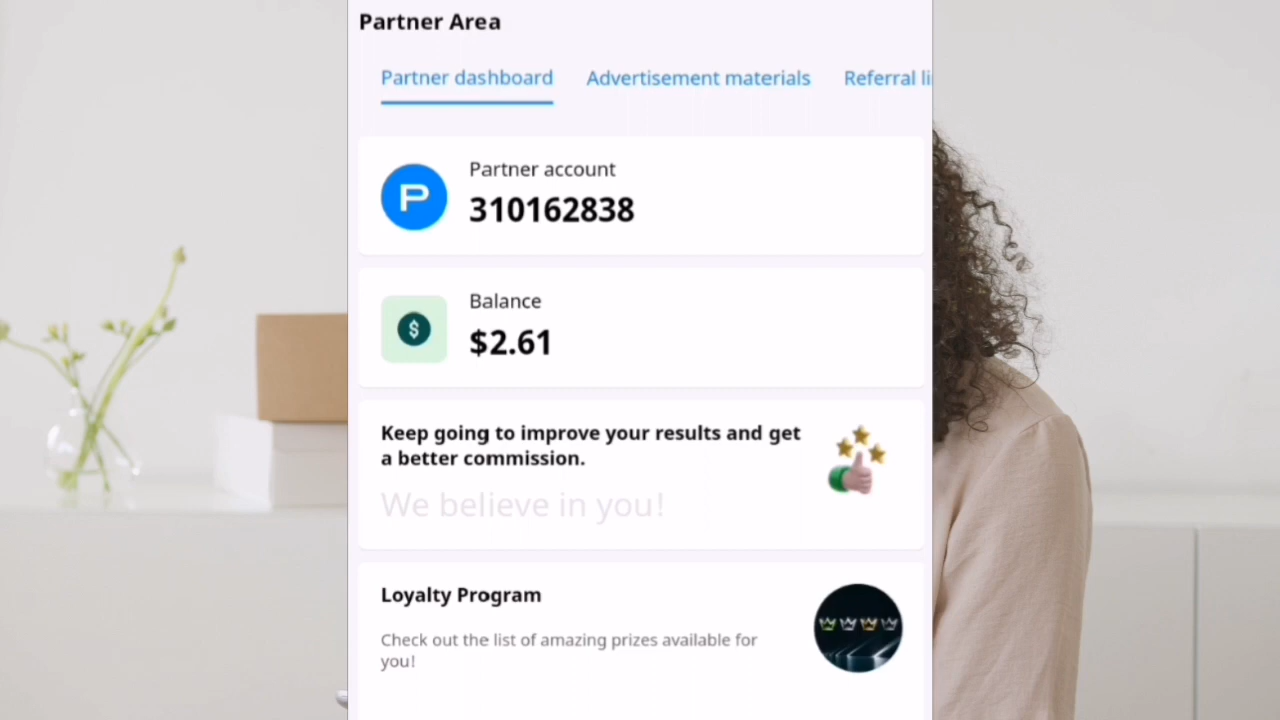 Partner Area
Partner dashboard Advertisement materials Referral
P
Partner account
310162838
$
Balance
$2.61
Keep going to improve your results and get
a better commission.
We believe in you!
Loyalty Program
Check out the list of amazing prizes available for
you!